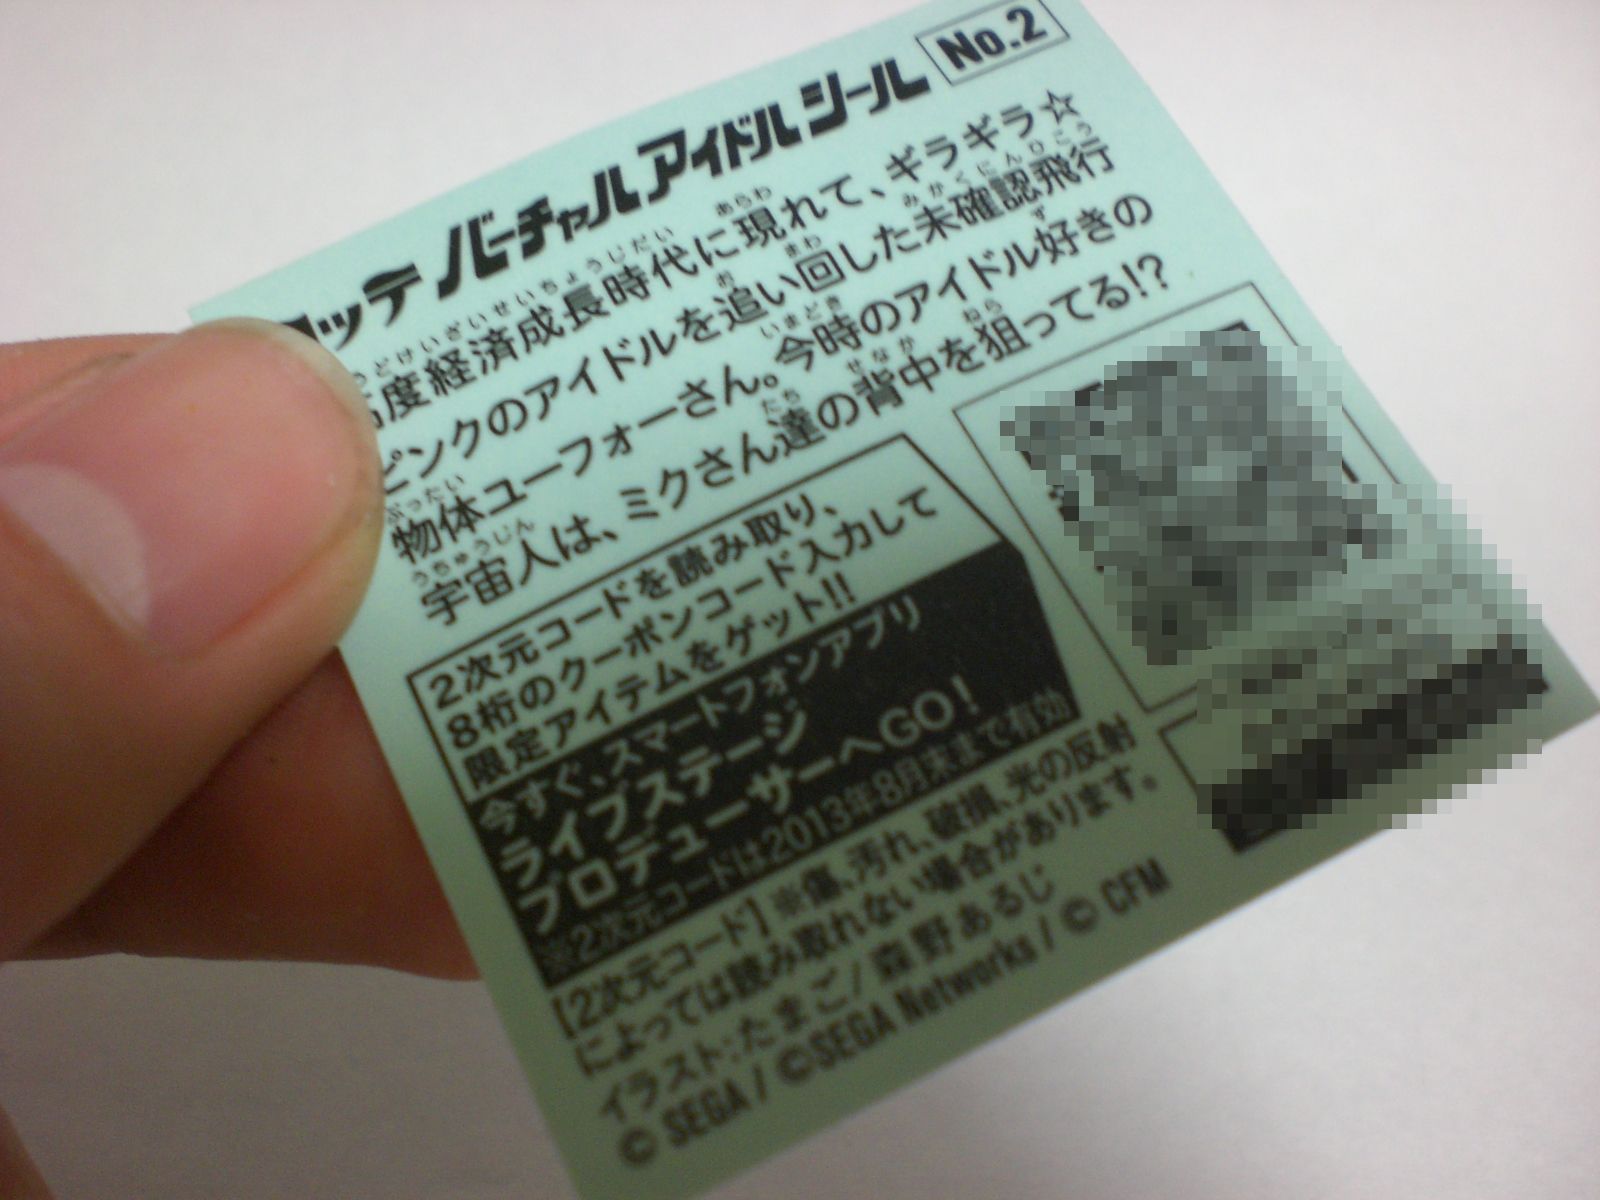 ッテ バーチャルアイドルシール No.2
度経済成長時代に現れて、ギラギラ☆
ピンクのアイドルを追い回した未確認飛行
物体ユーフォーさん。今時のアイドル好きの
宇宙人は、ミクさん達の背中を狙ってる!?
2次元コードを読み取り、
8桁のクーポンコード入力して
限定アイテムをゲット!!
今すぐ、スマートフォンアプリ
ライブステージ
プロデューサーへGO!
※2次元コードは2013年8月末まで有効
[2次元コード]※傷、汚れ、破損、光の反射
によっては読み取れない場合があります。
イラスト:たまご/森野あるじ
© SEGA / ©SEGA Networks / © CFM